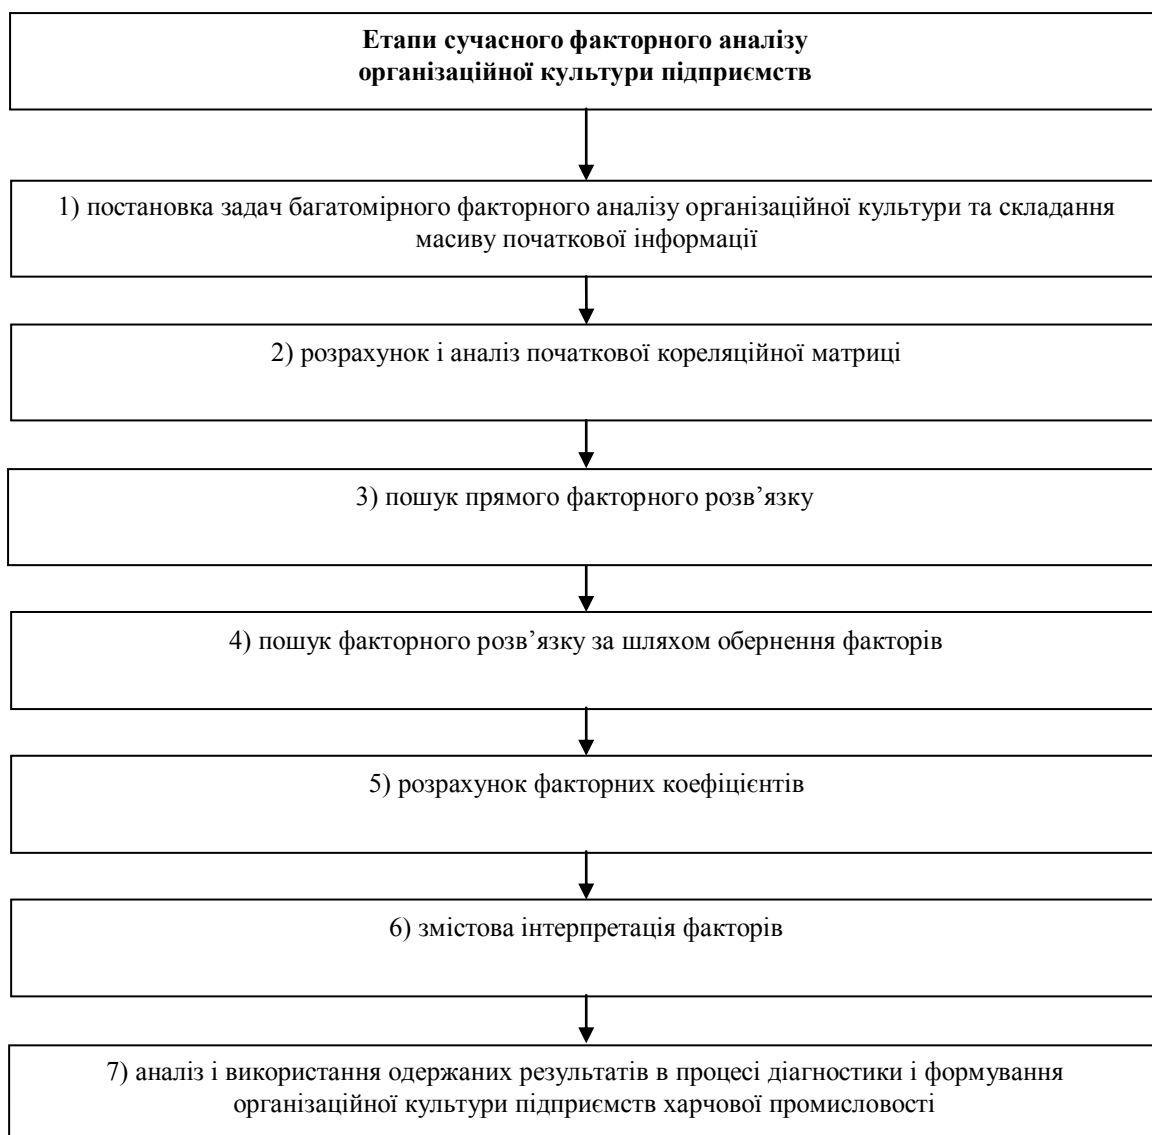 Етапи сучасного факторного аналізу
організаційної культури підприємств
1) постановка задач багатомірного факторного аналізу організаційної культури та складання
масиву початкової інформації
2) розрахунок і аналіз початкової кореляційної матриці
3) пошук прямого факторного розв’язку
4) пошук факторного розв’язку за шляхом обернення факторів
5) розрахунок факторних коефіцієнтів
6) змістова інтерпретація факторів
7) аналіз і використання одержаних результатів в процесі діагностики і формування
організаційної культури підприємств харчової промисловості